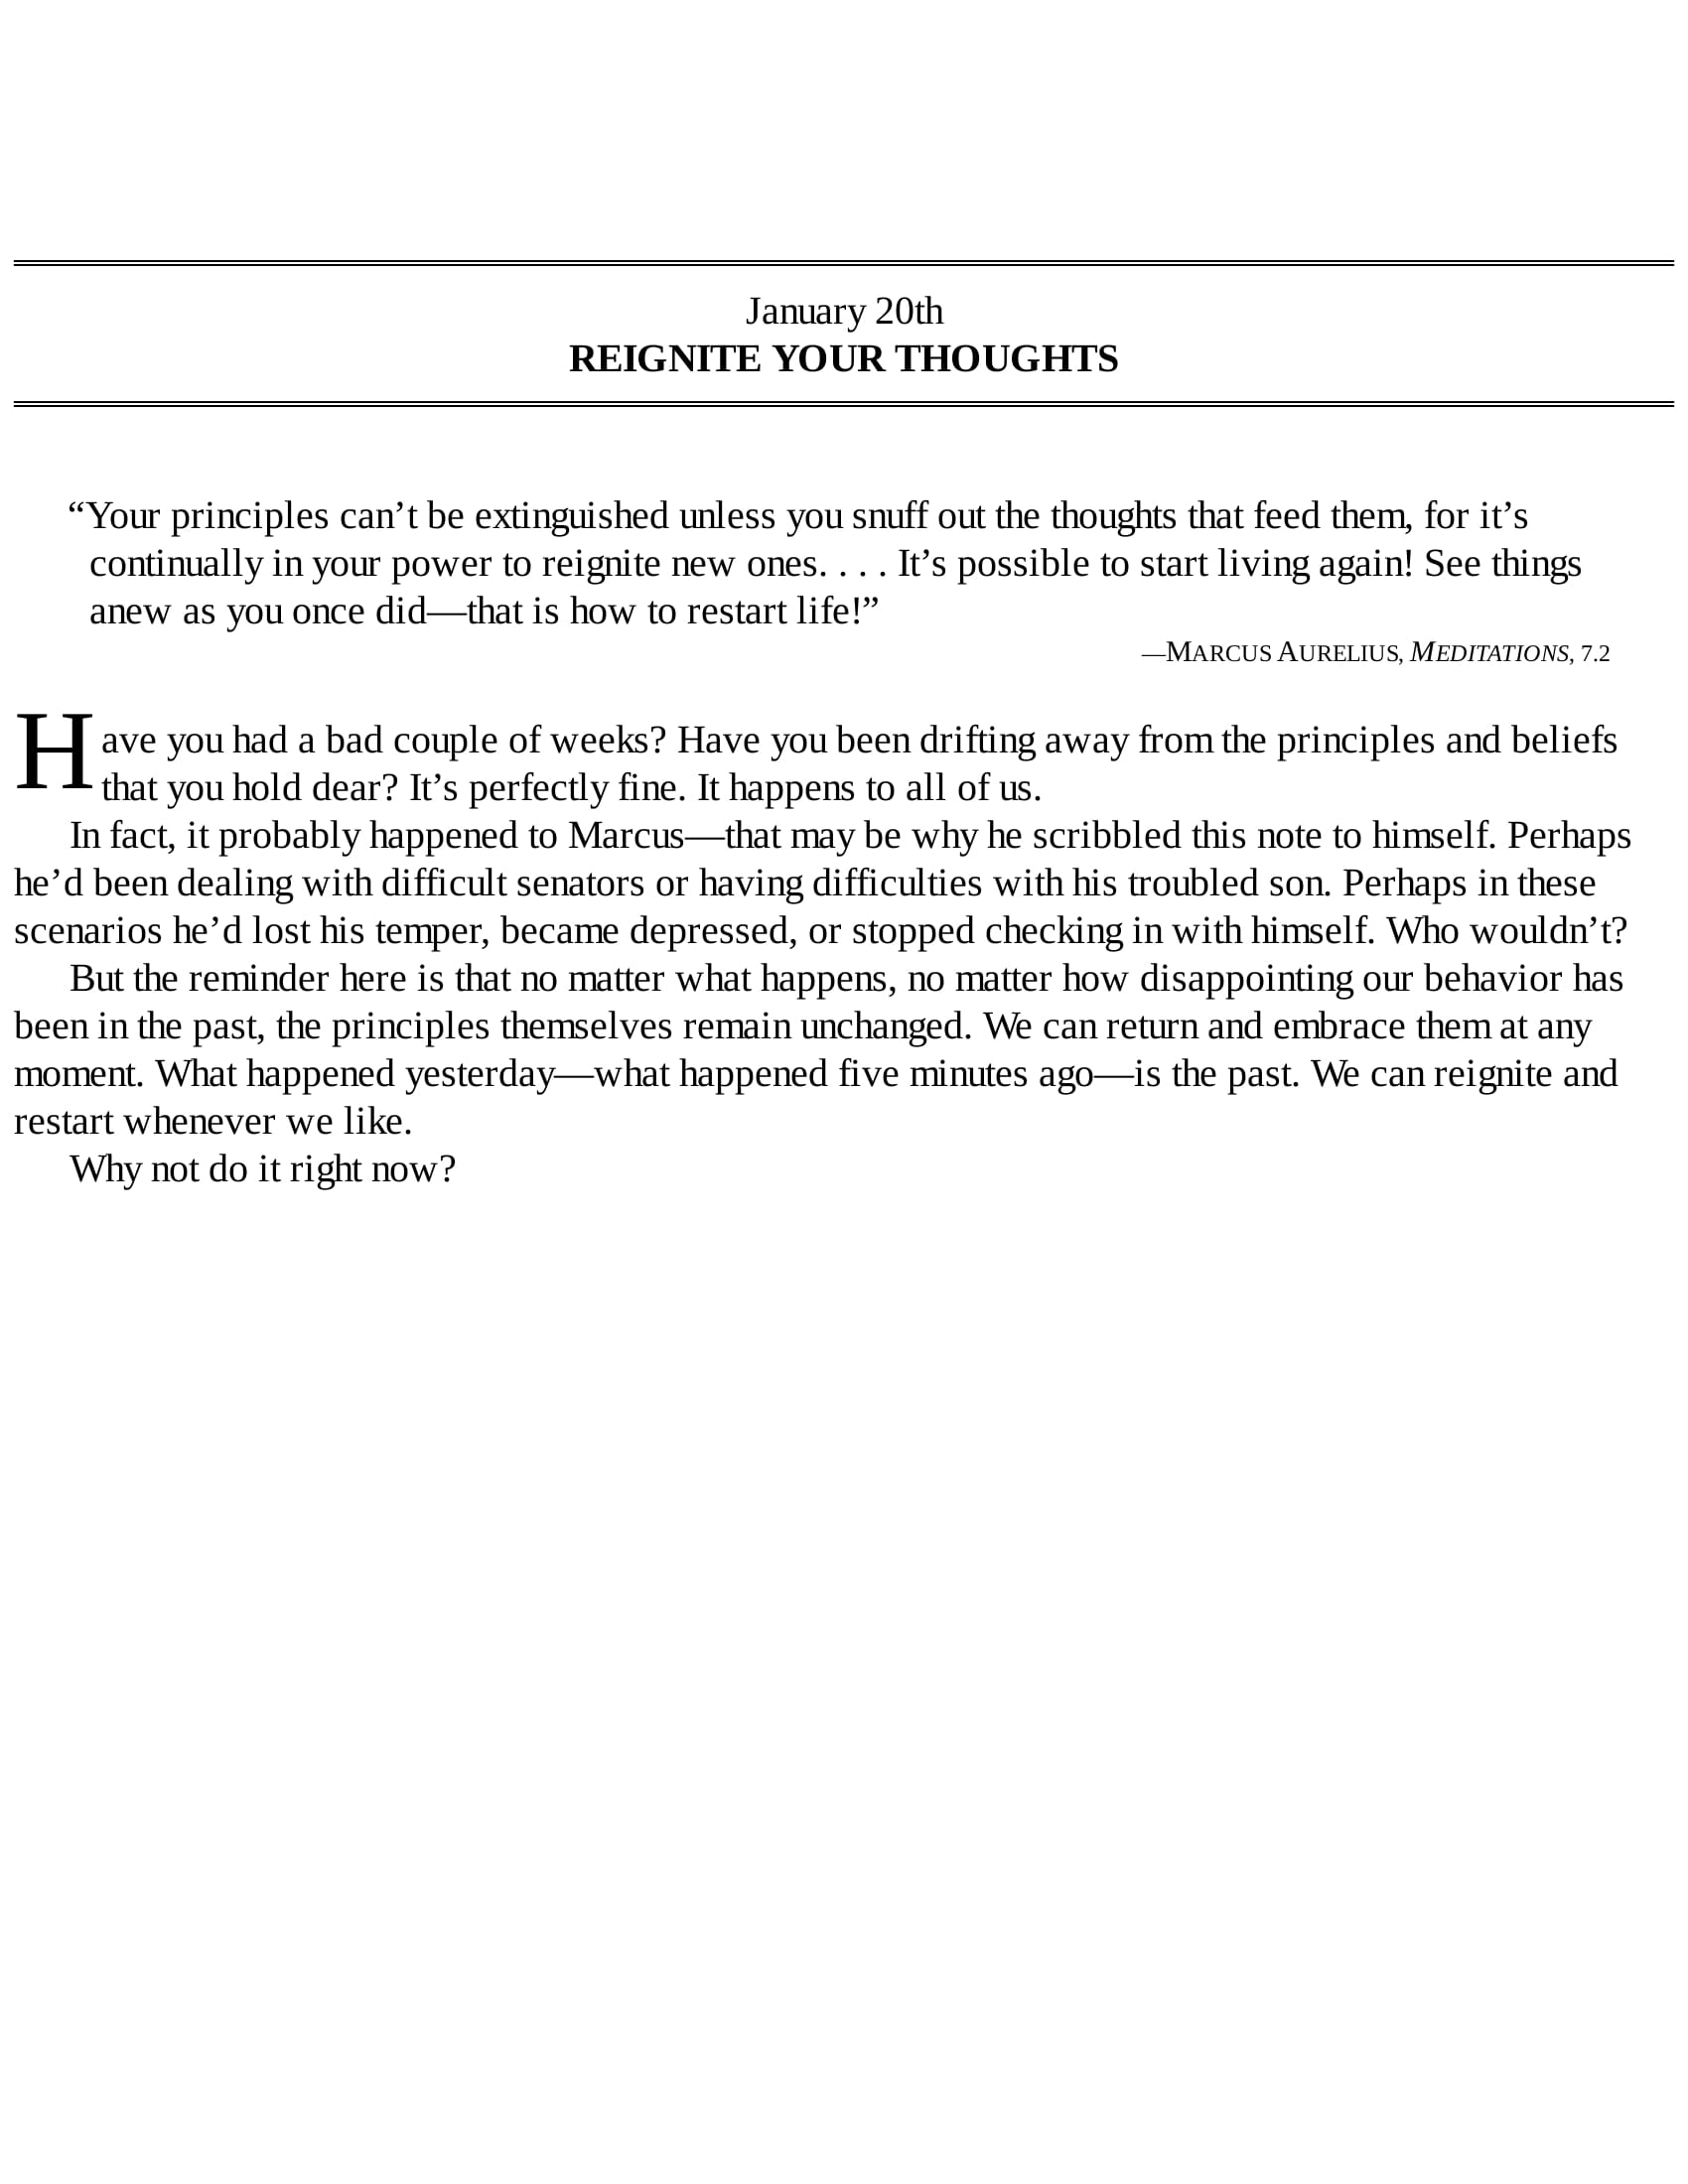 January 20th
REIGNITE YOUR THOUGHTS
“Your principles can’t be extinguished unless you snuff out the thoughts that feed them, for it’s
continually in your power to reignite new ones. . . . It’s possible to start living again! See things
anew as you once did—that is how to restart life!”
—MARCUS AURELIUS, MEDITATIONS, 7.2
Have you had a bad couple of weeks? Have you been drifting away from the principles and beliefs
that you hold dear? It’s perfectly fine. It happens to all of us.
In fact, it probably happened to Marcus—that may be why he scribbled this note to himself. Perhaps
he’d been dealing with difficult senators or having difficulties with his troubled son. Perhaps in these
scenarios he’d lost his temper, became depressed, or stopped checking in with himself. Who wouldn’t?
But the reminder here is that no matter what happens, no matter how disappointing our behavior has
been in the past, the principles themselves remain unchanged. We can return and embrace them at any
moment. What happened yesterday—what happened five minutes ago—is the past. We can reignite and
restart whenever we like.
Why not do it right now?